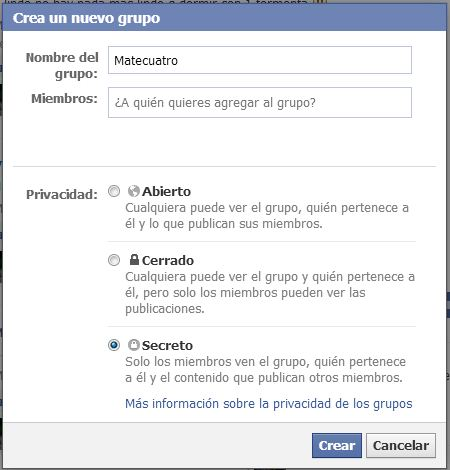 Crea un nuevo grupo
Nombre del
grupo:
Matecuatro
Miembros:
¿A quién quieres agregar al grupo?
Privacidad:
Abierto
Cualquiera puede ver el grupo, quién pertenece a
él y lo que publican sus miembros.
Cerrado
Cualquiera puede ver el grupo y quién pertenece a
él, pero solo los miembros pueden ver las
publicaciones.
Secreto
Solo los miembros ven el grupo, quién pertenece
a él y el contenido que publican otros miembros.
Más información sobre la privacidad de los grupos
Crear
Cancelar